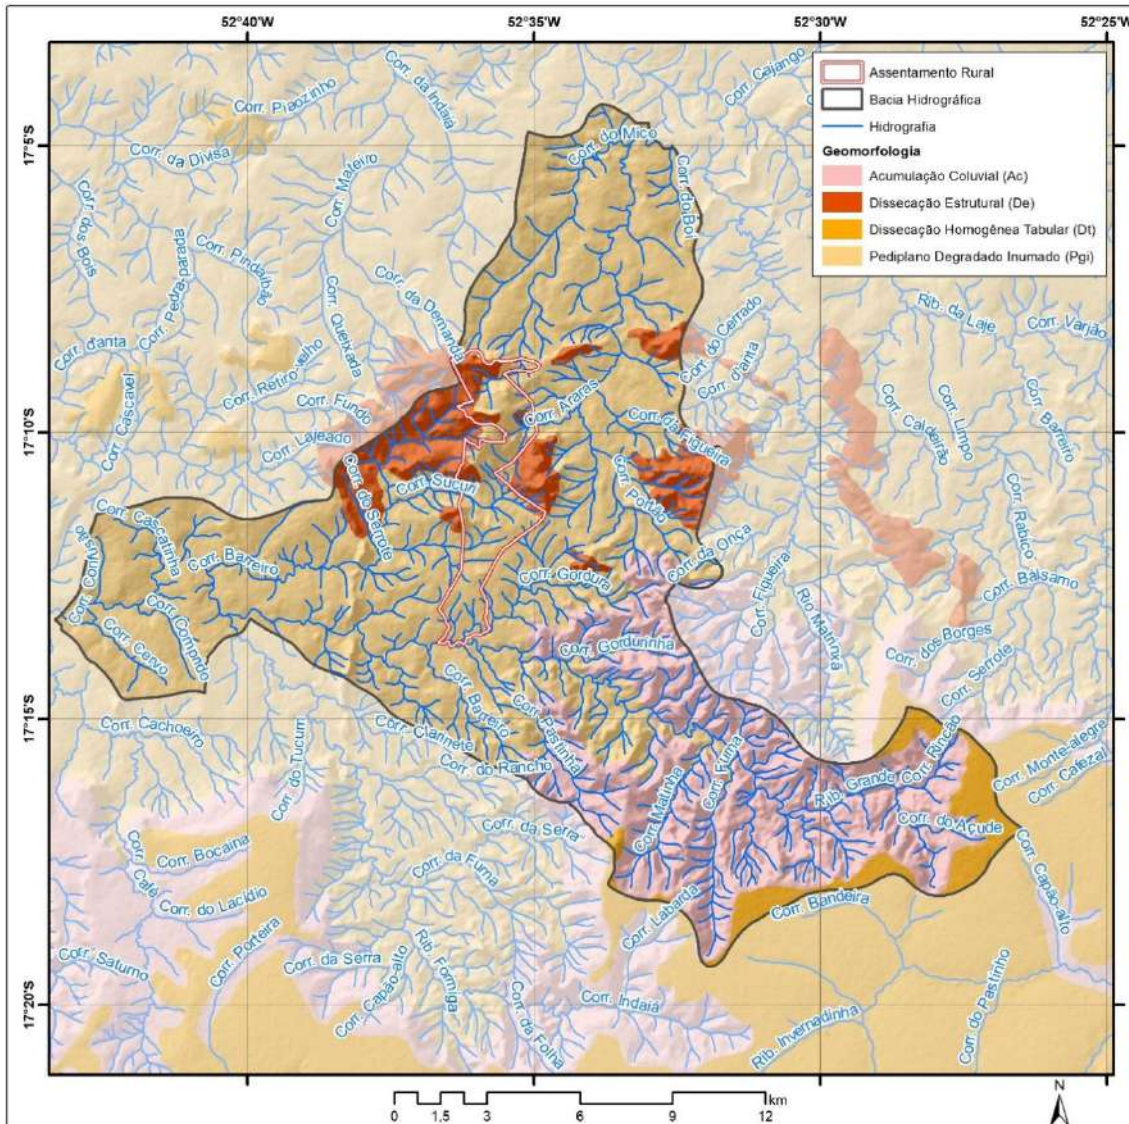 52°40'W
52°35'W
52°30'W
52°25'W
17°5'S
17°10'S
17°15'S
17°20'S
Assentamento Rural
Bacia Hidrográfica
Hidrografia
Geomorfologia
Acumulação Coluvial (Ac)
Dissecação Estrutural (De)
Dissecação Homogênea Tabular (Dt)
Pediplano Degradado Inumado (Pgi)
Corr. Cajango
Corr. da Indaiá
Corr. Piaozinho
Corr. do Mico
Corr. da Divisa
Corr. Mateiro
Corr. do Boi
Corr. dos Bois
Corr. Pindaibão
Corr. Pedra-parada
Corr. da Demanda
Corr. Queixada
Corr. do Cerrado
Rib. da Laje
Corr. Varjão
Corr. d'anta
Corr. d'anta
Corr. Retiro-velho
Corr. Cascavel
Corr. Fundo
Corr. Araras
Corr. da Figueira
Corr. Caldeirão
Corr. Limpo
Corr. Barreiro
Corr. Lajeado
Corr. Sucuri
Corr. do Serrote
Corr. Portão
Corr. Rabico
Corr. Cascatinha
Corr. Barreiro
Corr. Confusão
Corr. da Onça
Corr. Gordura
Corr. Figueira
Rio Matrinxã
Corr. Bálsamo
Corr. Comprido
Corr. Cervo
Corr. Gordurinha
Corr. dos Borges
Corr. Serrote
Corr. Barreiro
Corr. Pastinha
Corr. Cachoeiro
Corr. do Tucum
Corr. Clarinete
Corr. do Rancho
Corr. Matinha
Corr. Furna
Rib. Grande
Corr. Rincão
Corr. Monte-alegre
Corr. Cafezal
Corr. do Açude
Corr. da Serra
Corr. Bocaina
Corr. Café
Corr. do Lacídio
Corr. da Furna
Corr. Labarda
Corr. Bandeira
Corr. Capão-alto
Corr. Porteira
Corr. Saturno
Corr. da Serra
Corr. Capão-alto
Rib. Formiga
Corr. da Folha
Corr. Indaiá
Rib. Invernadinha
Corr. do Pastinho
N
km
0 1,5 3 6 9 12